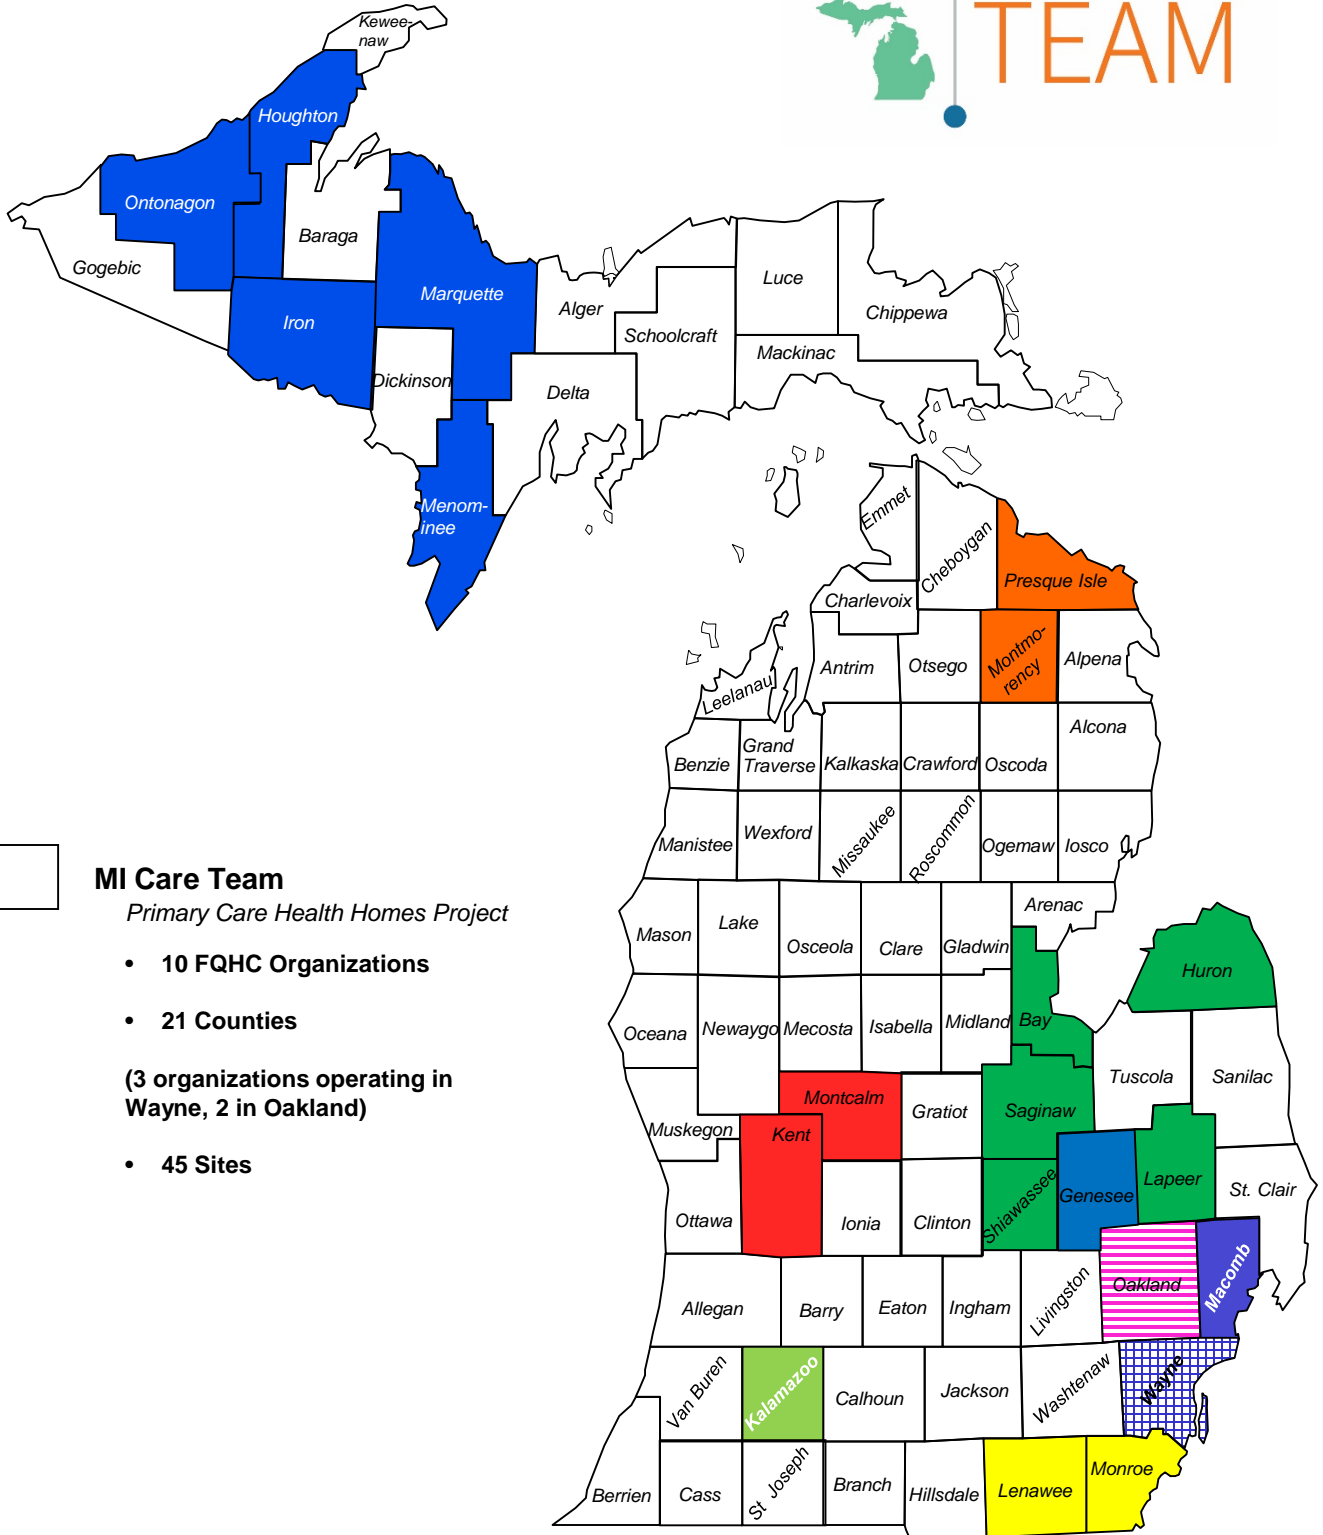 TEAM
Kewee-
naw
Houghton
Ontonagon
Baraga
Gogebic
Marquette
Iron
Alger
Luce
Chippewa
Schoolcraft
Mackinac
Dickinson
Delta
Menom-
inee
Emmet
Cheboygan
Presque Isle
Charlevoix
Antrim
Otsego
Montmo-
rency
Alpena
Leelanau
Benzie
Grand
Traverse
Kalkaska
Crawford
Oscoda
Alcona
Manistee
Wexford
Missaukee
Roscommon
Ogemaw
Iosco
MI Care Team
Primary Care Health Homes Project
• 10 FQHC Organizations
• 21 Counties
(3 organizations operating in
Wayne, 2 in Oakland)
• 45 Sites
Arenac
Mason
Lake
Osceola
Clare
Gladwin
Huron
Oceana
Newaygo
Mecosta
Isabella
Midland
Bay
Tuscola
Sanilac
Montcalm
Gratiot
Saginaw
Muskegon
Kent
Ottawa
Ionia
Clinton
Shiawassee
Genesee
Lapeer
St. Clair
Allegan
Barry
Eaton
Ingham
Livingston
Oakland
Macomb
Van Buren
Kalamazoo
Calhoun
Jackson
Washtenaw
Wayne
Berrien
Cass
St Joseph
Branch
Hillsdale
Lenawee
Monroe